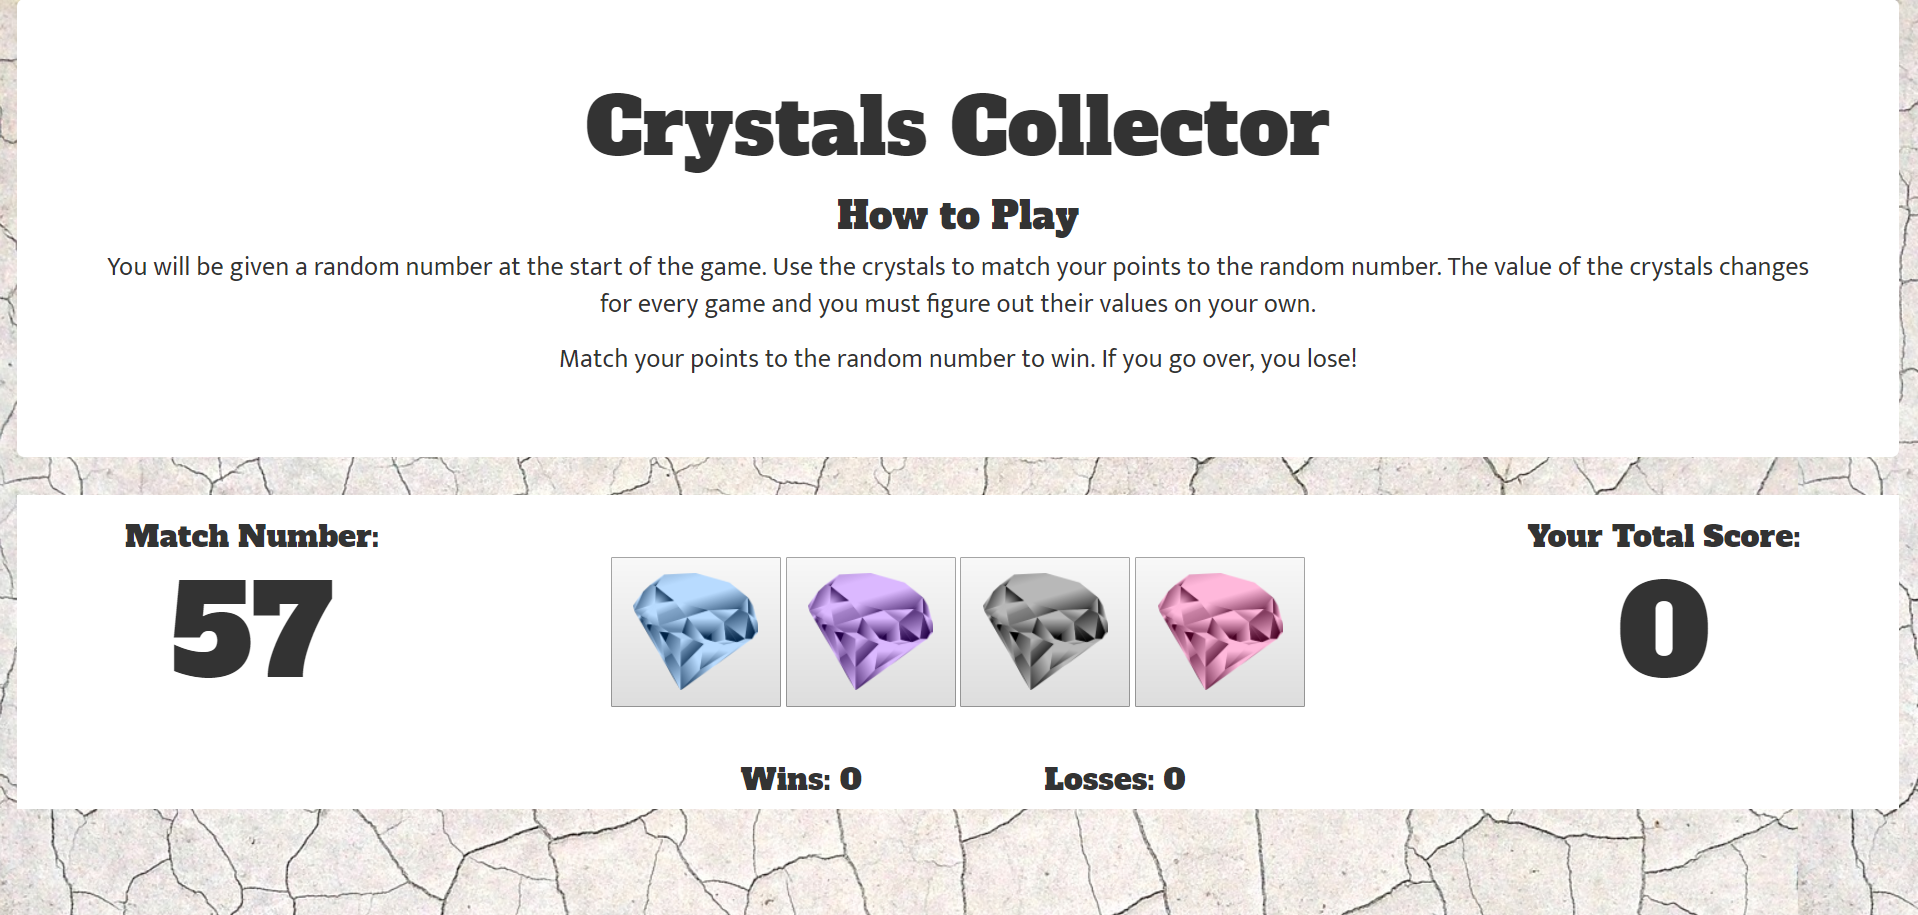 Crystals Collector
How to Play
You will be given a random number at the start of the game. Use the crystals to match your points to the random number. The value of the crystals changes
for every game and you must figure out their values on your own.
Match your points to the random number to win. If you go over, you lose!
Match Number:
57
Your Total Score:
0
Wins: 0
Losses: 0